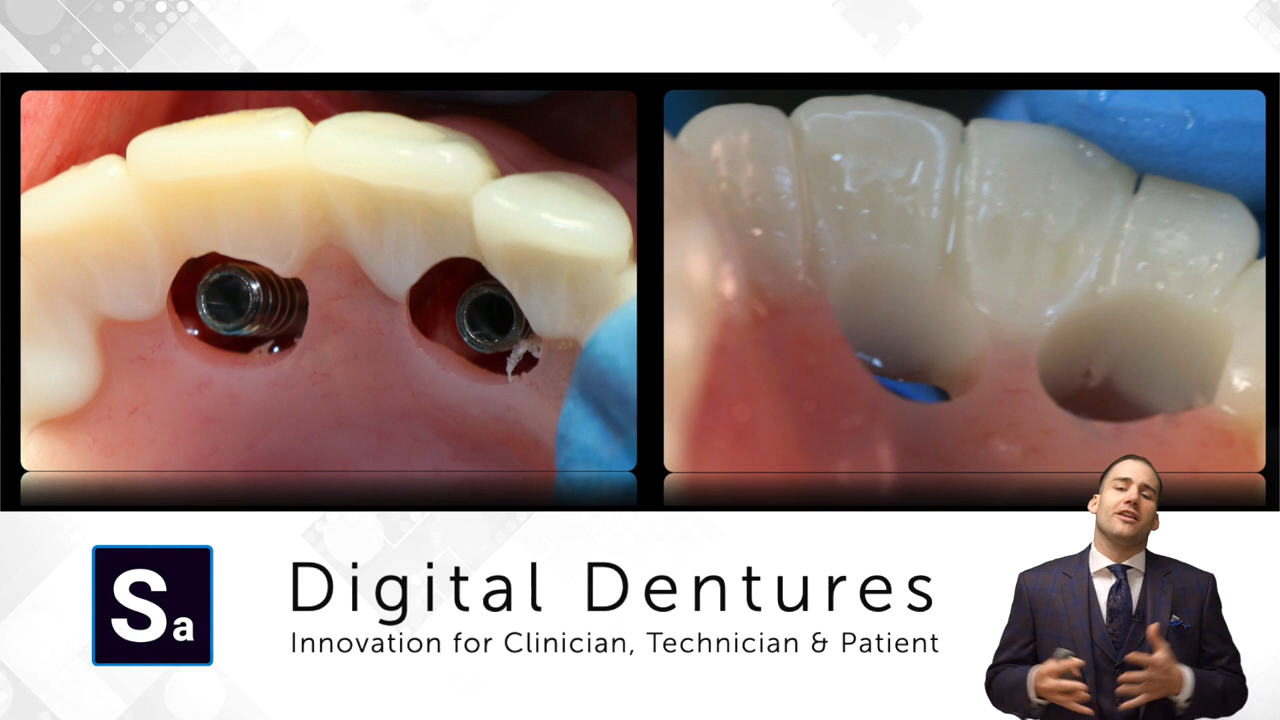 Sa
Digital Dentures
Innovation for Clinician, Technician & Patient